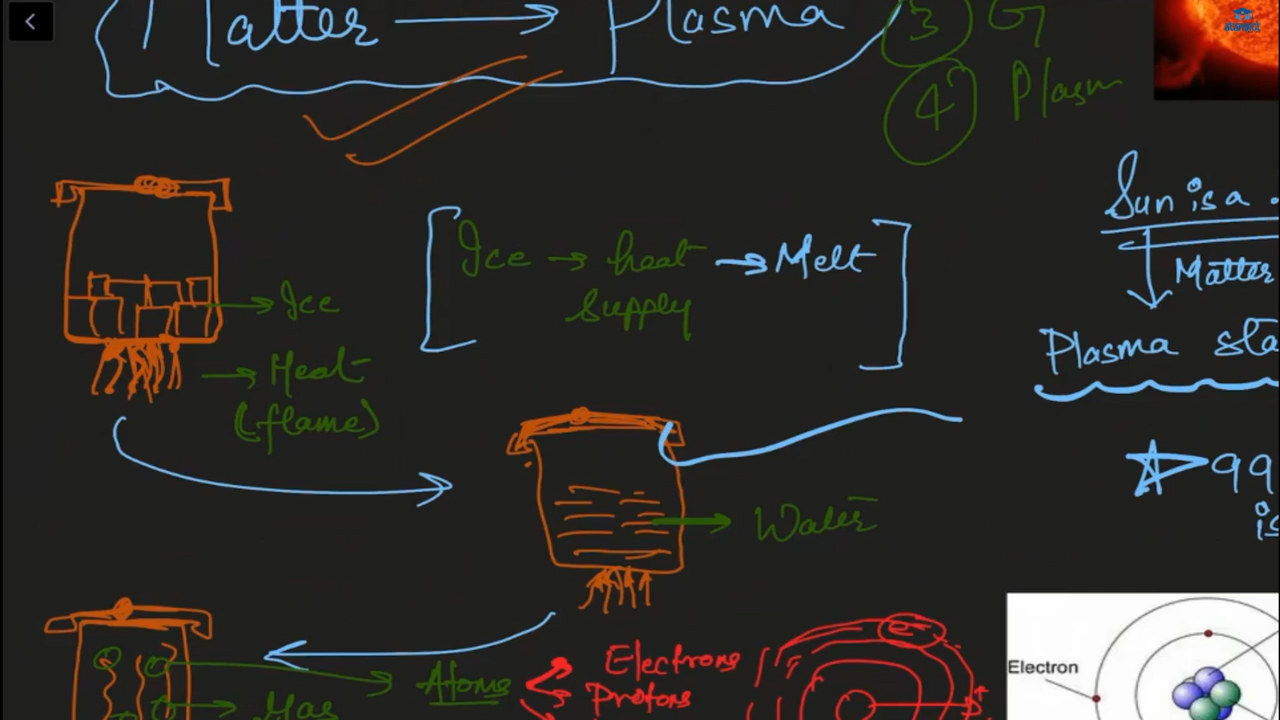 Matter → Plasma
3 G
4 Plasm
Ice → heat → Melt
supply
Sun is a
Matter
Plasma sta
→ Ice
→ Heat
(flame)
99
is
→ Water
→ Atoms
Electrons
Protons
e-
Electron